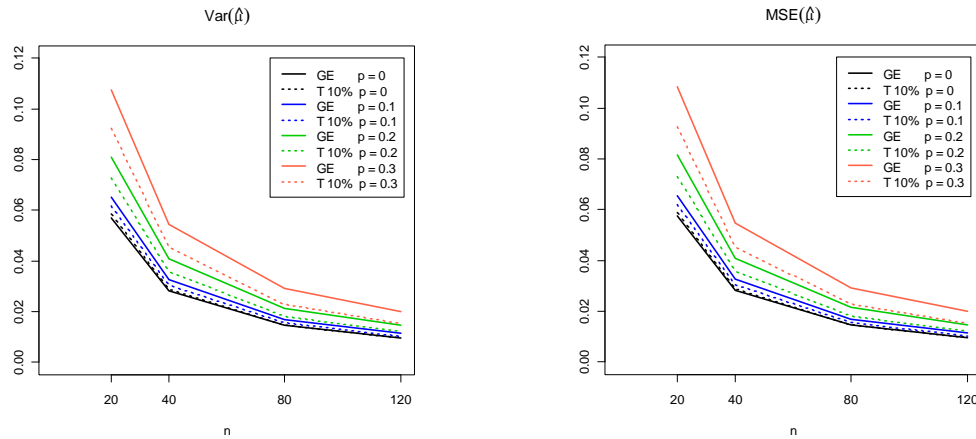 Var(μ̂)
0.12
0.10
0.08
0.06
0.04
0.02
0.00
GE p = 0
T 10% p = 0
GE p = 0.1
T 10% p = 0.1
GE p = 0.2
T 10% p = 0.2
GE p = 0.3
T 10% p = 0.3
20 40 80 120
n
MSE(μ̂)
0.12
0.10
0.08
0.06
0.04
0.02
0.00
GE p = 0
T 10% p = 0
GE p = 0.1
T 10% p = 0.1
GE p = 0.2
T 10% p = 0.2
GE p = 0.3
T 10% p = 0.3
20 40 80 120
n